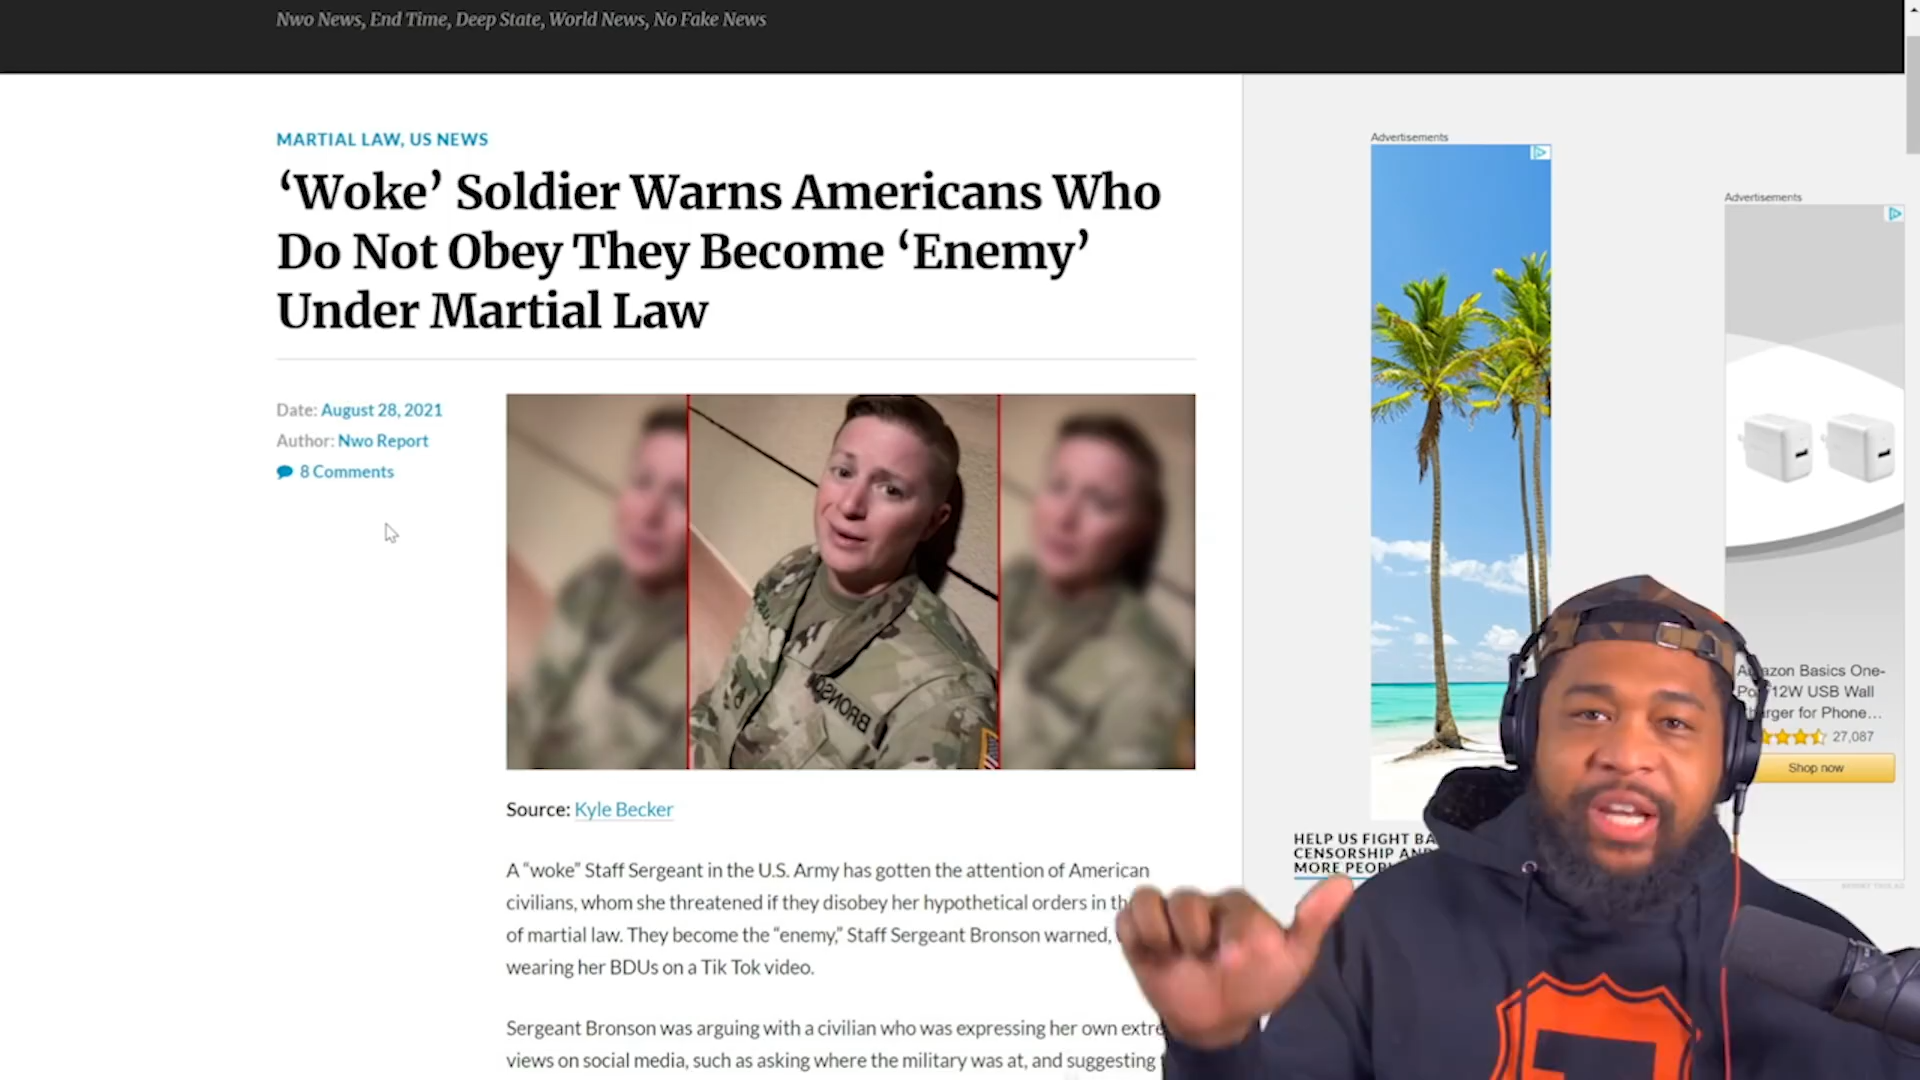 Nwo News, End Time, Deep State, World News, No Fake News
MARTIAL LAW, US NEWS
‘Woke’ Soldier Warns Americans Who
Do Not Obey They Become ‘Enemy’
Under Martial Law
Date: August 28, 2021
Author: Nwo Report
8 Comments
BRONSON
Source: Kyle Becker
A “woke” Staff Sergeant in the U.S. Army has gotten the attention of American
civilians, whom she threatened if they disobey her hypothetical orders in th
of martial law. They become the “enemy,” Staff Sergeant Bronson warned,
wearing her BDUs on a Tik Tok video.
Sergeant Bronson was arguing with a civilian who was expressing her own extre
views on social media, such as asking where the military was at, and suggesting
Advertisements
HELP US FIGHT BA
CENSORSHIP AN
MORE PEOP
Advertisements
Amazon Basics One-
Port 12W USB Wall
Charger for Phone...
27,087
Shop now